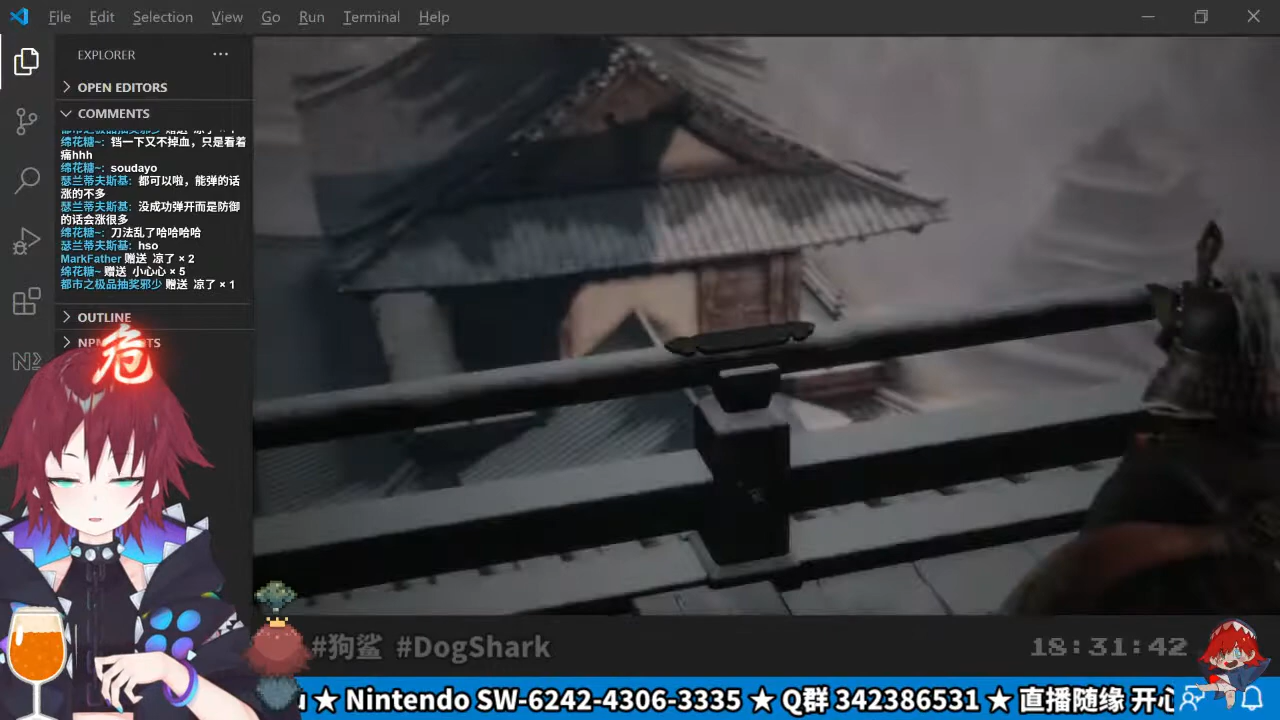 File Edit Selection View Go Run Terminal Help
EXPLORER
OPEN EDITORS
COMMENTS
绵花糖~: 铛一下又不掉血，只是看着
痛hhh
绵花糖~: soudayo
瑟兰蒂夫斯基: 都可以啦，能弹的话
涨的不多
瑟兰蒂夫斯基: 没成功弹开而是防御
的话会涨很多
绵花糖~: 刀法乱了哈哈哈哈
瑟兰蒂夫斯基: hso
MarkFather 赠送 凉了 × 2
绵花糖~ 赠送 小心心 × 5
都市之极品抽奖邪少 赠送 凉了 × 1
OUTLINE
危
#狗鲨 #DogShark
18:31:42
u ★ Nintendo SW-6242-4306-3335 ★ Q群 342386531 ★ 直播随缘 开心